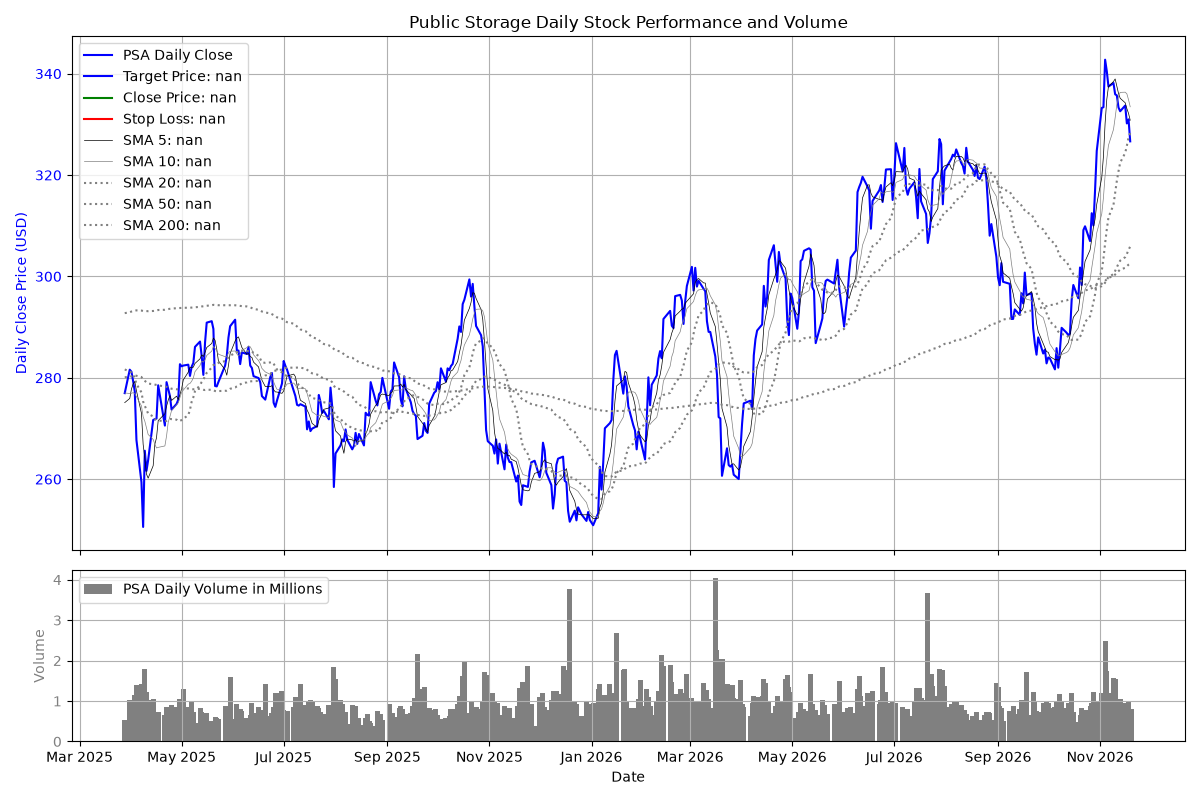 Public Storage Daily Stock Performance and Volume
PSA Daily Close
Target Price: nan
Close Price: nan
Stop Loss: nan
SMA 5: nan
SMA 10: nan
SMA 20: nan
SMA 50: nan
SMA 200: nan
Daily Close Price (USD)
340
320
300
280
260
PSA Daily Volume in Millions
Volume
4
3
2
1
0
Mar 2025 May 2025 Jul 2025 Sep 2025 Nov 2025 Jan 2026 Mar 2026 May 2026 Jul 2026 Sep 2026 Nov 2026
Date